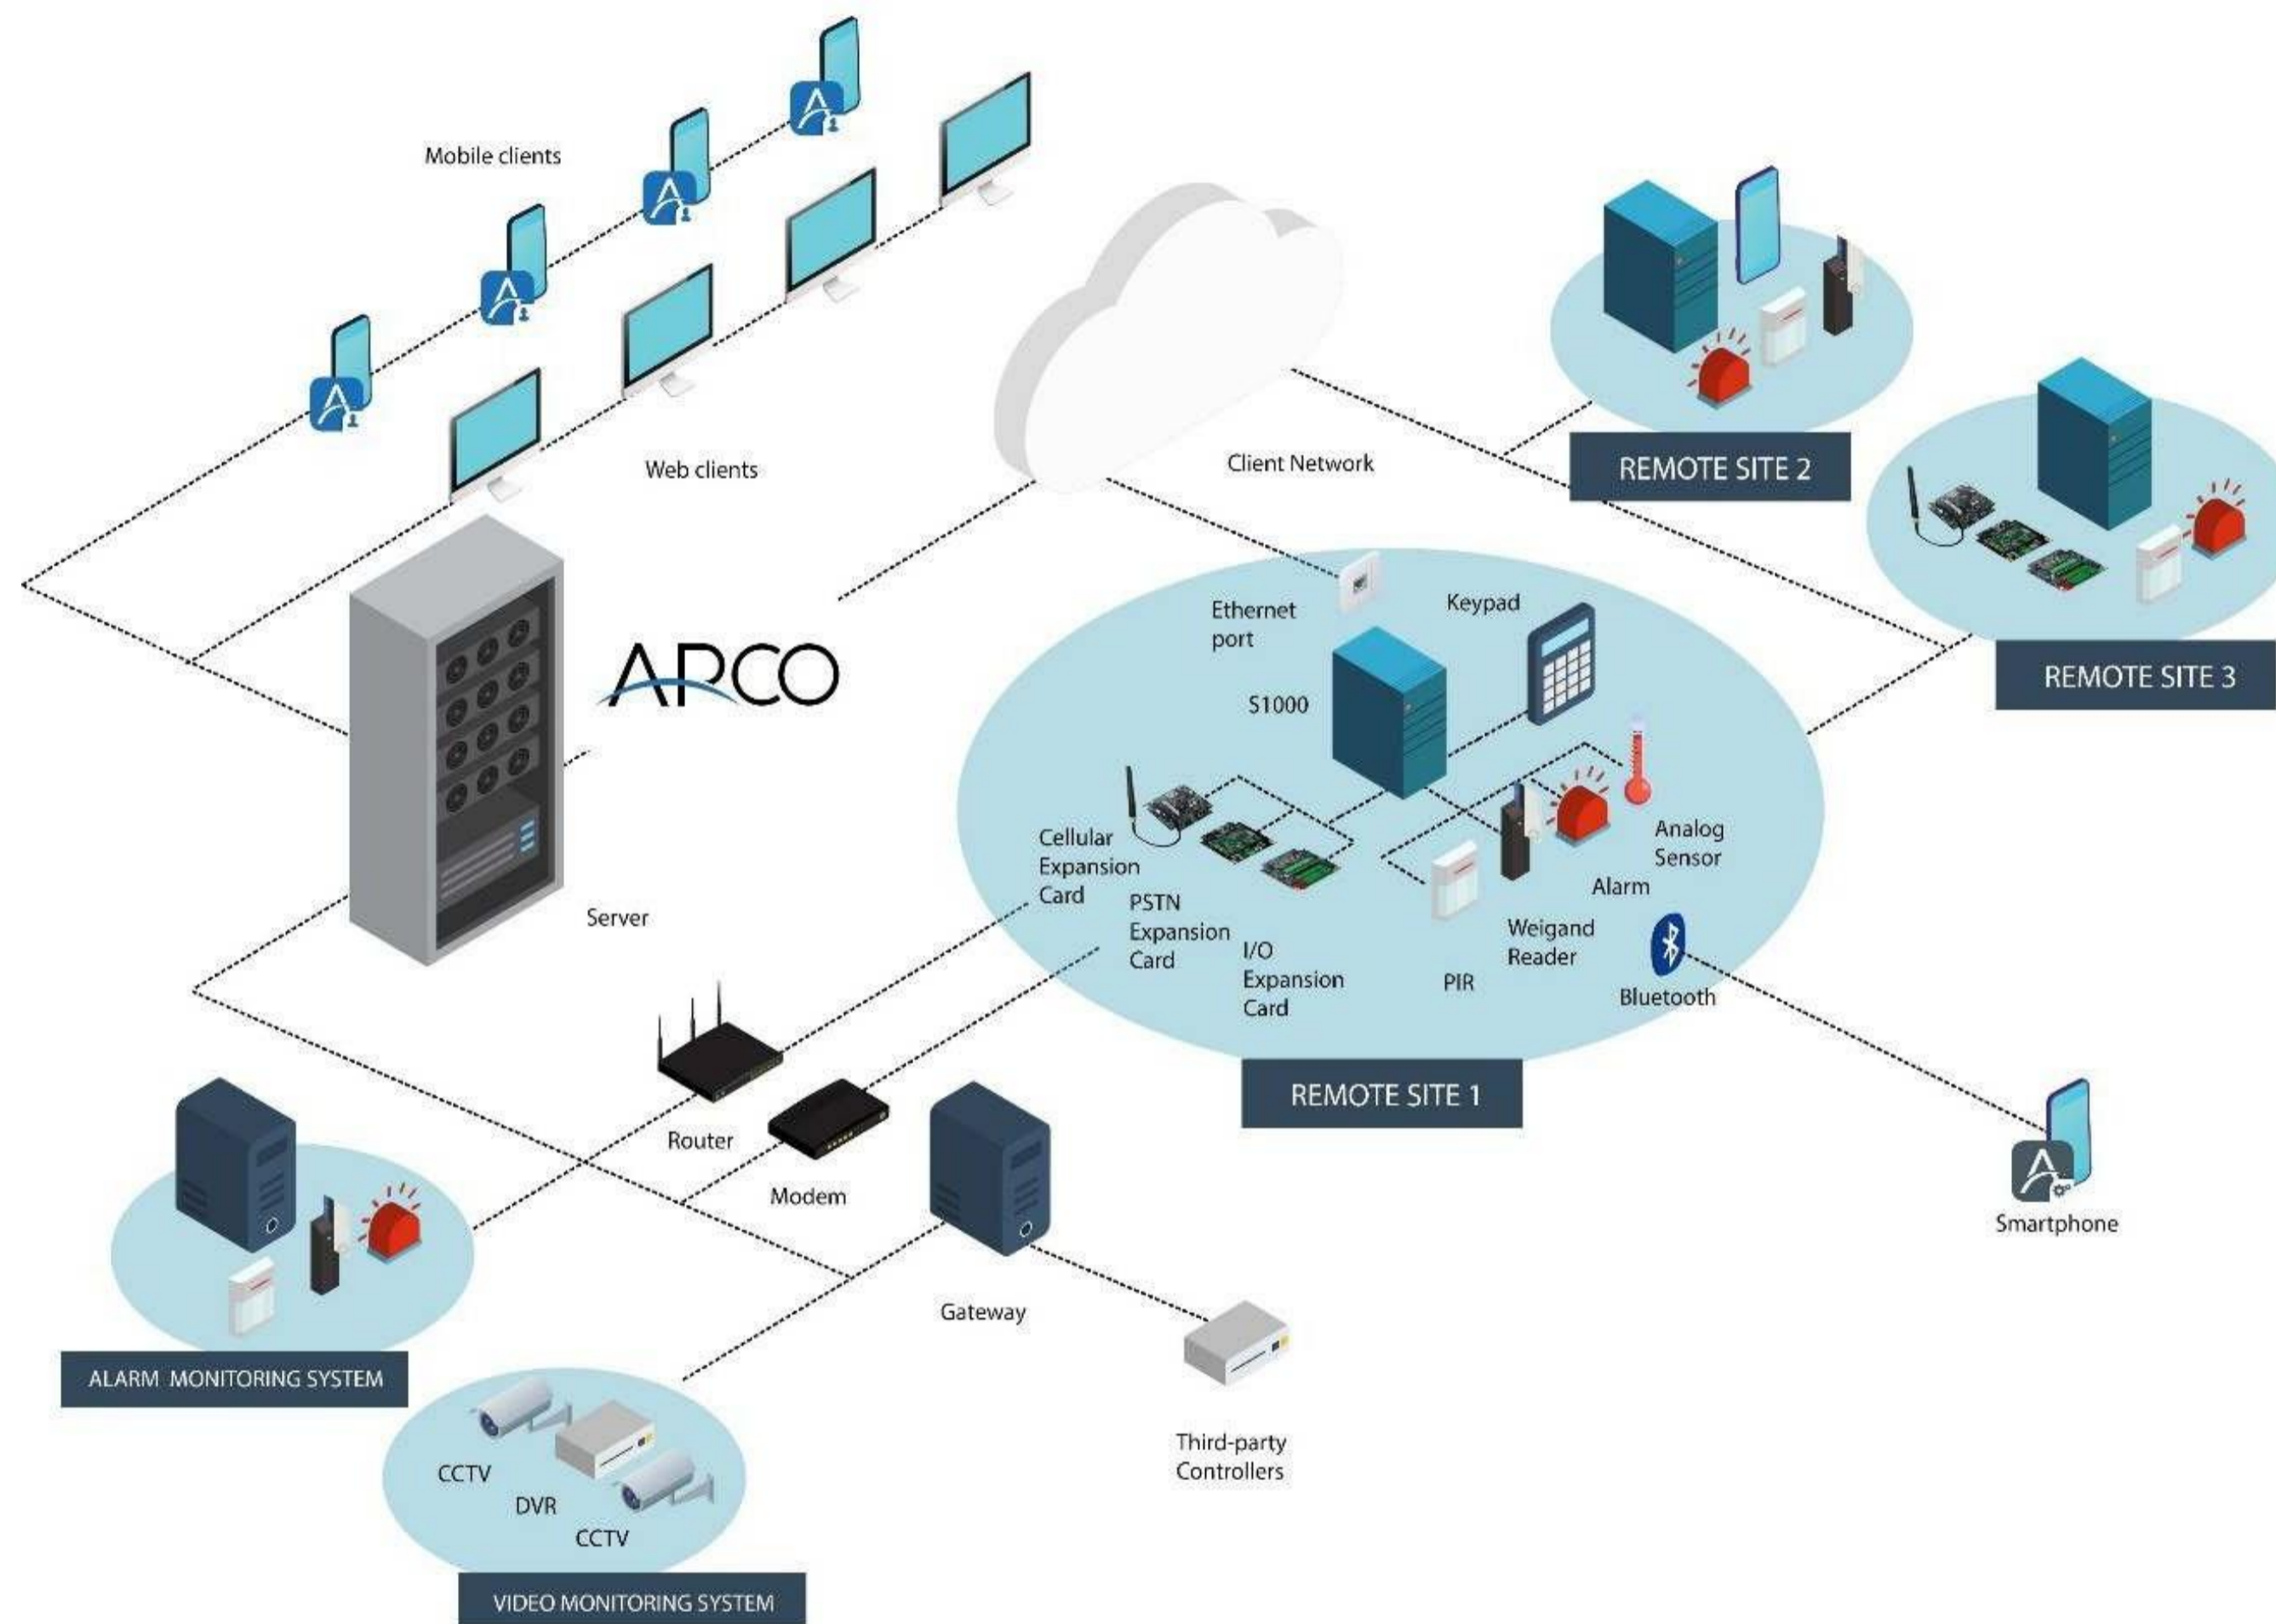 Mobile clients
Web clients
Client Network
REMOTE SITE 2
REMOTE SITE 3
ARCO
Ethernet
port
Keypad
S1000
Cellular
Expansion
Card
PSTN
Expansion
Card
I/O
Expansion
Card
PIR
Weigand
Reader
Alarm
Analog
Sensor
Bluetooth
REMOTE SITE 1
Server
Router
Modem
Gateway
Smartphone
Third-party
Controllers
ALARM MONITORING SYSTEM
CCTV
DVR
CCTV
VIDEO MONITORING SYSTEM